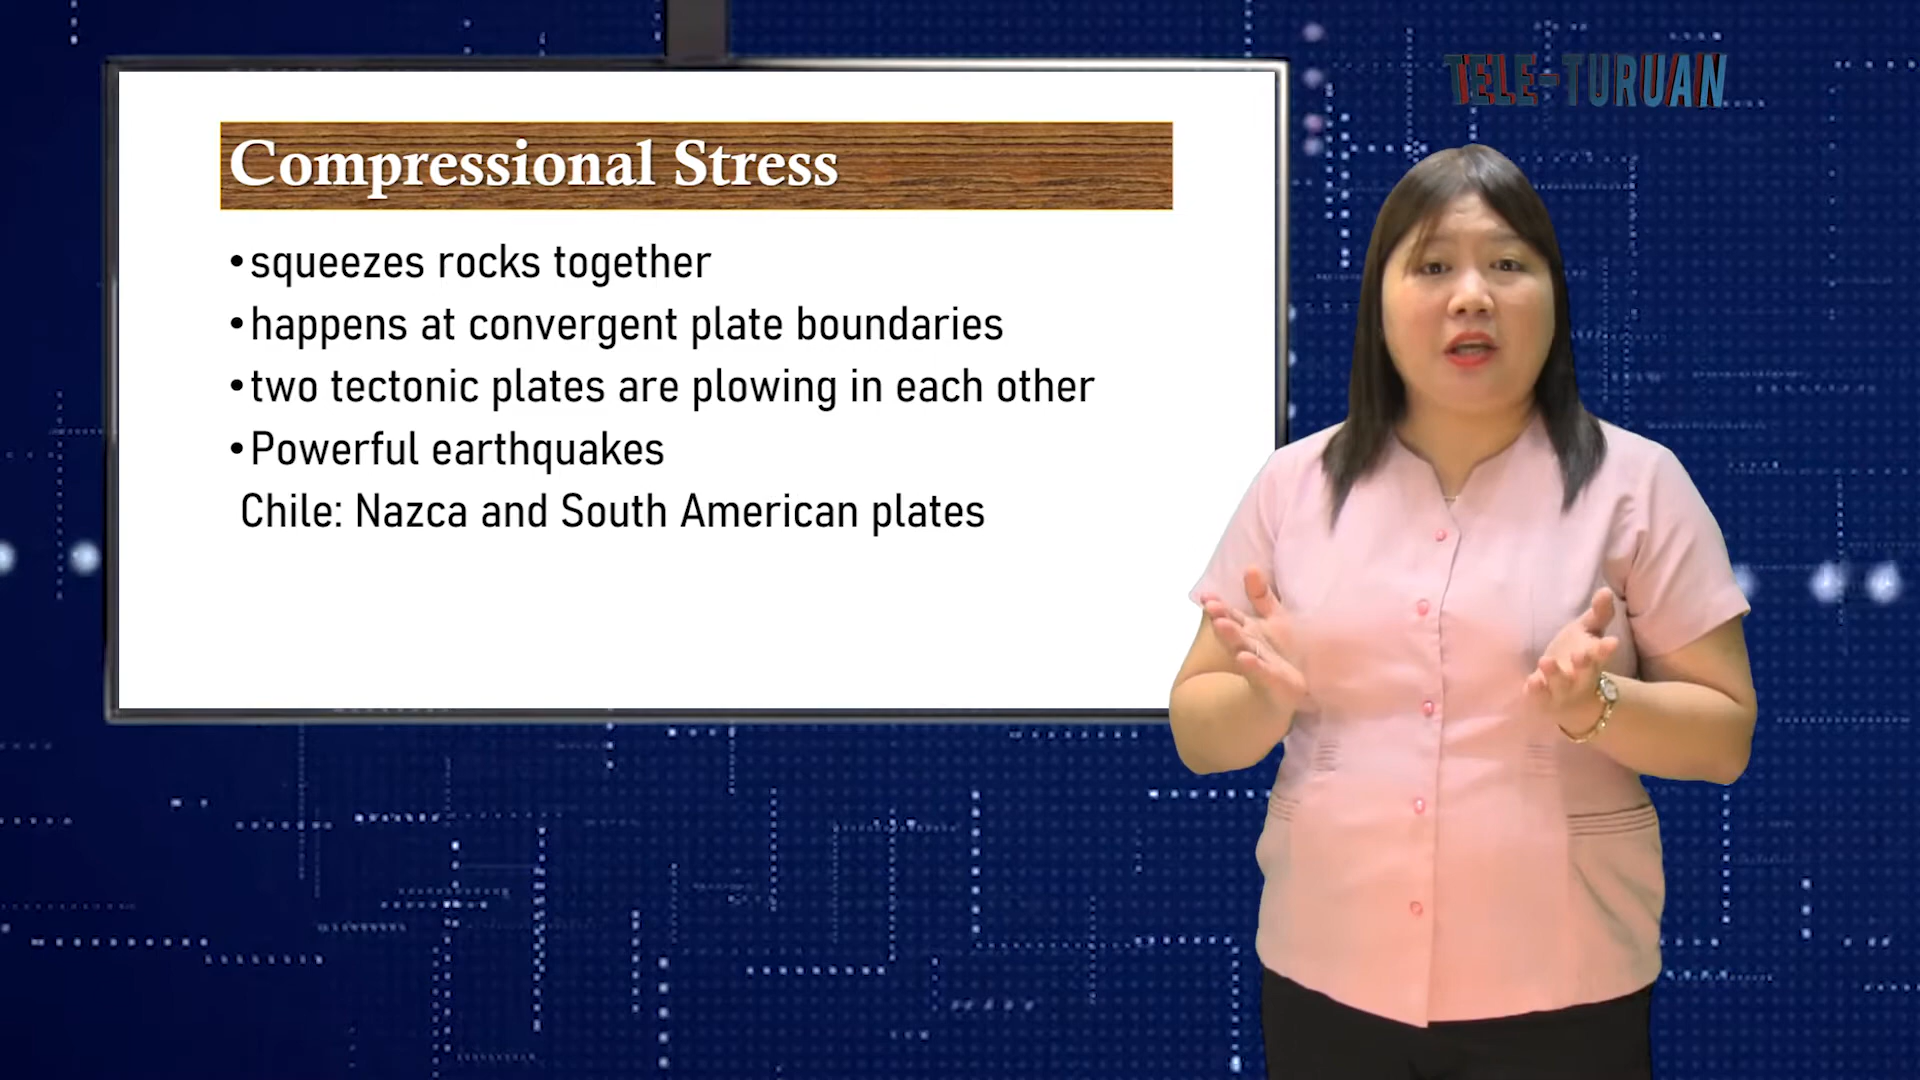 TELE-TURUAN
Compressional Stress
•squeezes rocks together
•happens at convergent plate boundaries
•two tectonic plates are plowing in each other
•Powerful earthquakes
Chile: Nazca and South American plates